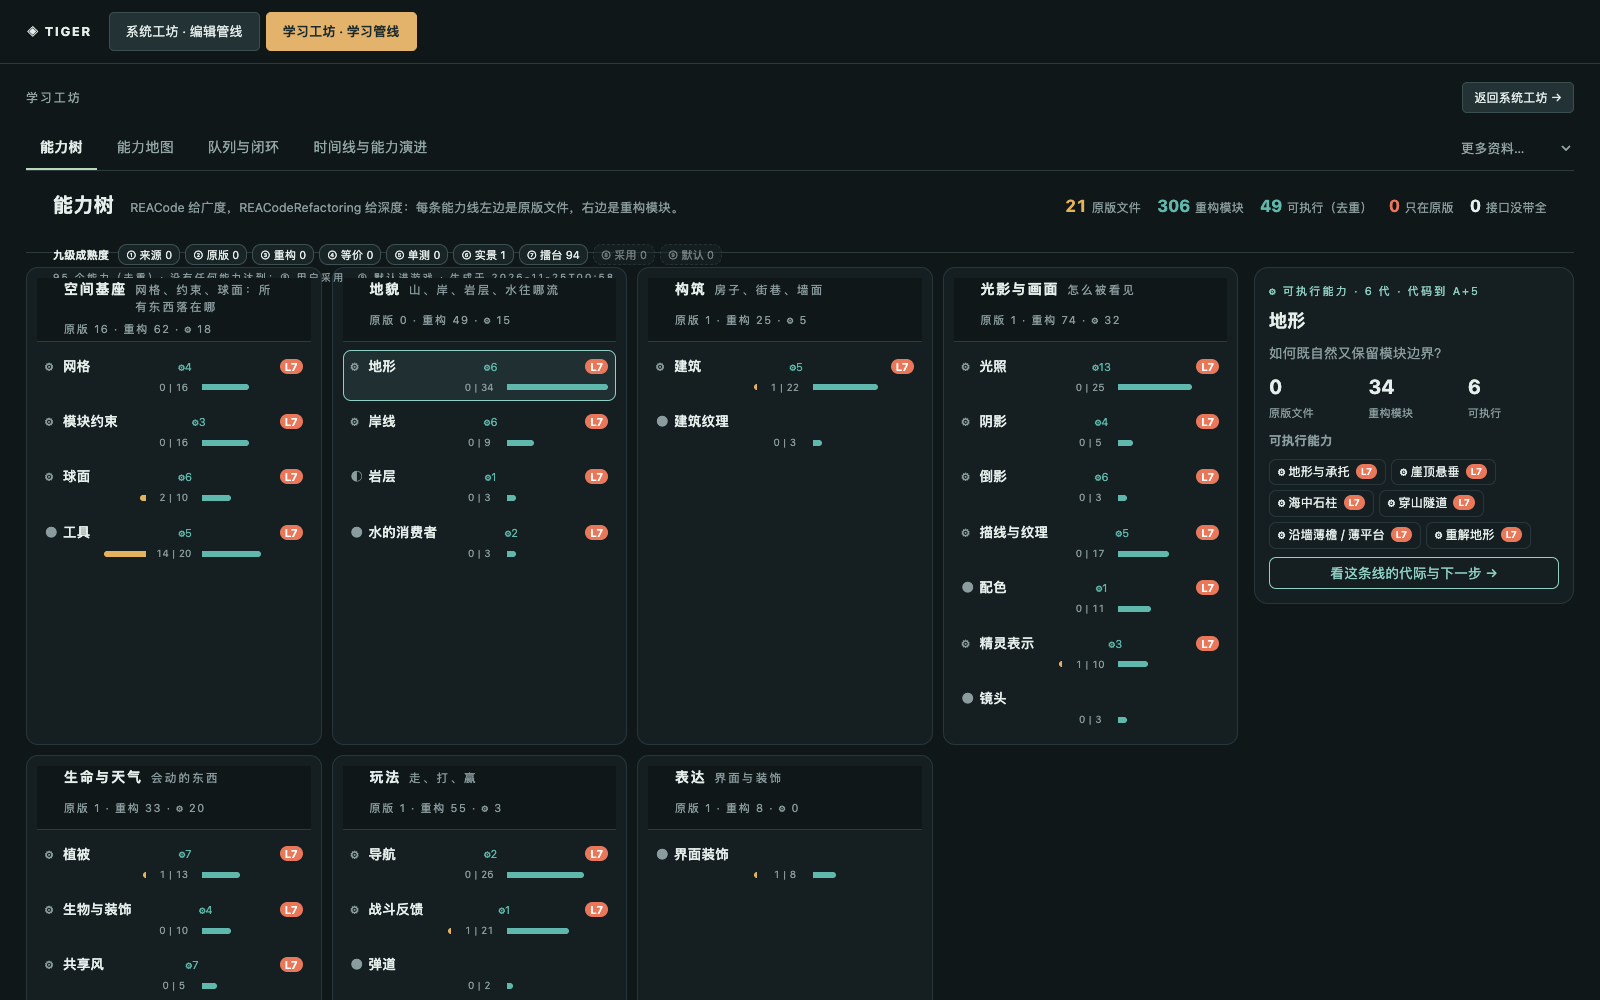 ◈ TIGER 系统工坊 · 编辑管线 学习工坊 · 学习管线
学习工坊 返回系统工坊 →
能力树 能力地图 队列与闭环 时间线与能力演进 更多资料...
能力树 REACode 给广度，REACodeRefactoring 给深度：每条能力线左边是原版文件，右边是重构模块。 21 原版文件 306 重构模块 49 可执行（去重） 0 只在原版 0 接口没带全
九级成熟度 ① 来源 0 ② 原版 0 ③ 重构 0 ④ 等价 0 ⑤ 单测 0 ⑥ 实景 1 ⑦ 擂台 94 ⑧ 采用 0 ⑨ 默认 0
空间基座 网格、约束、球面：所有东西落在哪
原版 16 · 重构 62 · ⚙ 18
⚙ 网格 ⚙4 L7
0 | 16
⚙ 模块约束 ⚙3 L7
0 | 16
⚙ 球面 ⚙6 L7
2 | 10
工具 ⚙5 L7
14 | 20
地貌 山、岸、岩层、水往哪流
原版 0 · 重构 49 · ⚙ 15
⚙ 地形 ⚙6 L7
0 | 34
⚙ 岸线 ⚙6 L7
0 | 9
岩层 ⚙1 L7
0 | 3
水的消费者 ⚙2 L7
0 | 3
构筑 房子、街巷、墙面
原版 1 · 重构 25 · ⚙ 5
⚙ 建筑 ⚙5 L7
1 | 22
建筑纹理
0 | 3
光影与画面 怎么被看见
原版 1 · 重构 74 · ⚙ 32
⚙ 光照 ⚙13 L7
0 | 25
⚙ 阴影 ⚙4 L7
0 | 5
⚙ 倒影 ⚙6 L7
0 | 3
⚙ 描线与纹理 ⚙5 L7
0 | 17
配色 ⚙1 L7
0 | 11
⚙ 精灵表示 ⚙3 L7
1 | 10
镜头
0 | 3
⚙ 可执行能力 · 6 代 · 代码到 A+5
地形
如何既自然又保留模块边界?
0 34 6
原版文件 重构模块 可执行
可执行能力
⚙ 地形与承托 L7 ⚙ 崖顶悬垂 L7
⚙ 海中石柱 L7 ⚙ 穿山隧道 L7
⚙ 沿墙薄檐 / 薄平台 L7 ⚙ 重解地形 L7
看这条线的代际与下一步 →
生命与天气 会动的东西
原版 1 · 重构 33 · ⚙ 20
⚙ 植被 ⚙7 L7
1 | 13
⚙ 生物与装饰 ⚙4 L7
0 | 10
⚙ 共享风 ⚙7 L7
0 | 5
玩法 走、打、赢
原版 1 · 重构 55 · ⚙ 3
⚙ 导航 ⚙2 L7
0 | 26
⚙ 战斗反馈 ⚙1 L7
1 | 21
弹道
0 | 2
表达 界面与装饰
原版 1 · 重构 8 · ⚙ 0
界面装饰
1 | 8